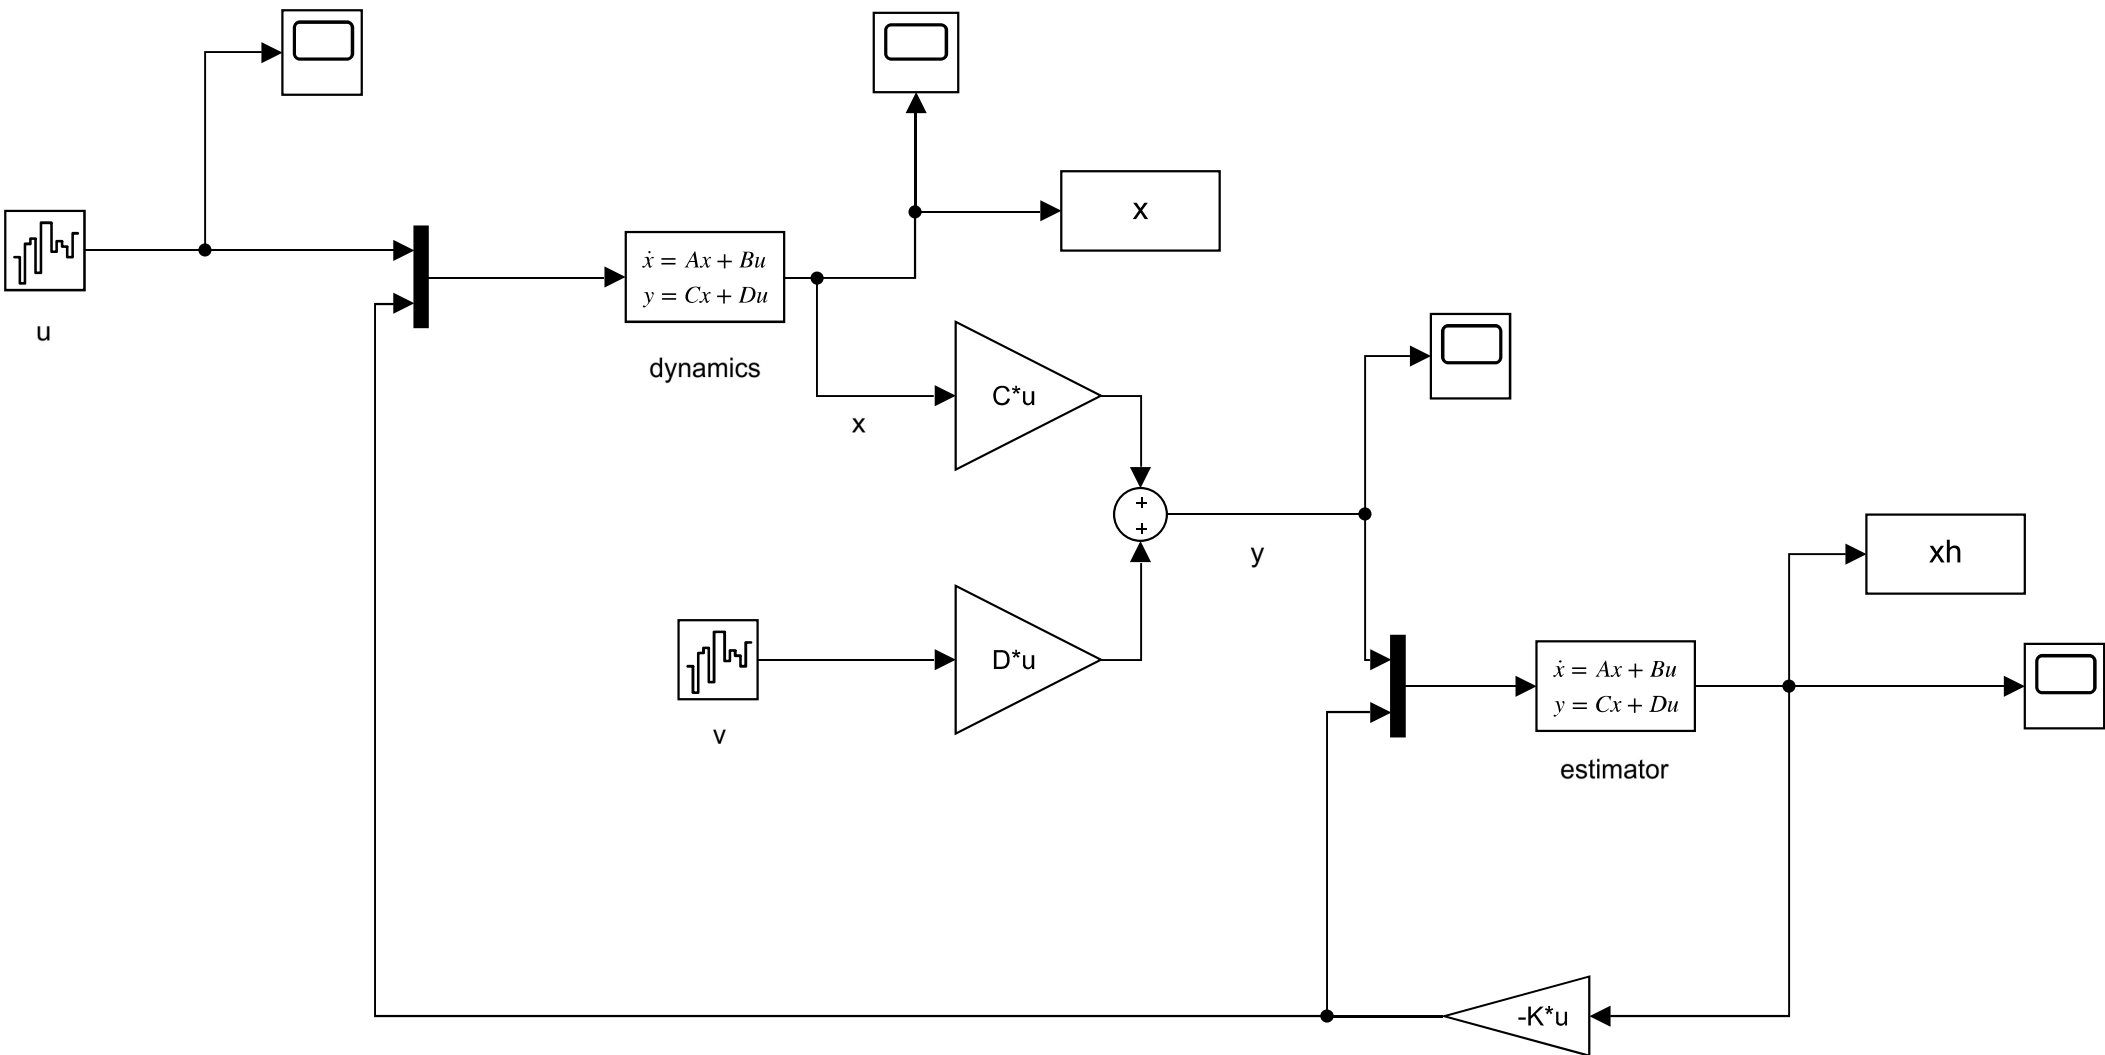 x
u
ẋ = Ax + Bu
y = Cx + Du
dynamics
x
C*u
+
+
y
xh
v
D*u
ẋ = Ax + Bu
y = Cx + Du
estimator
-K*u